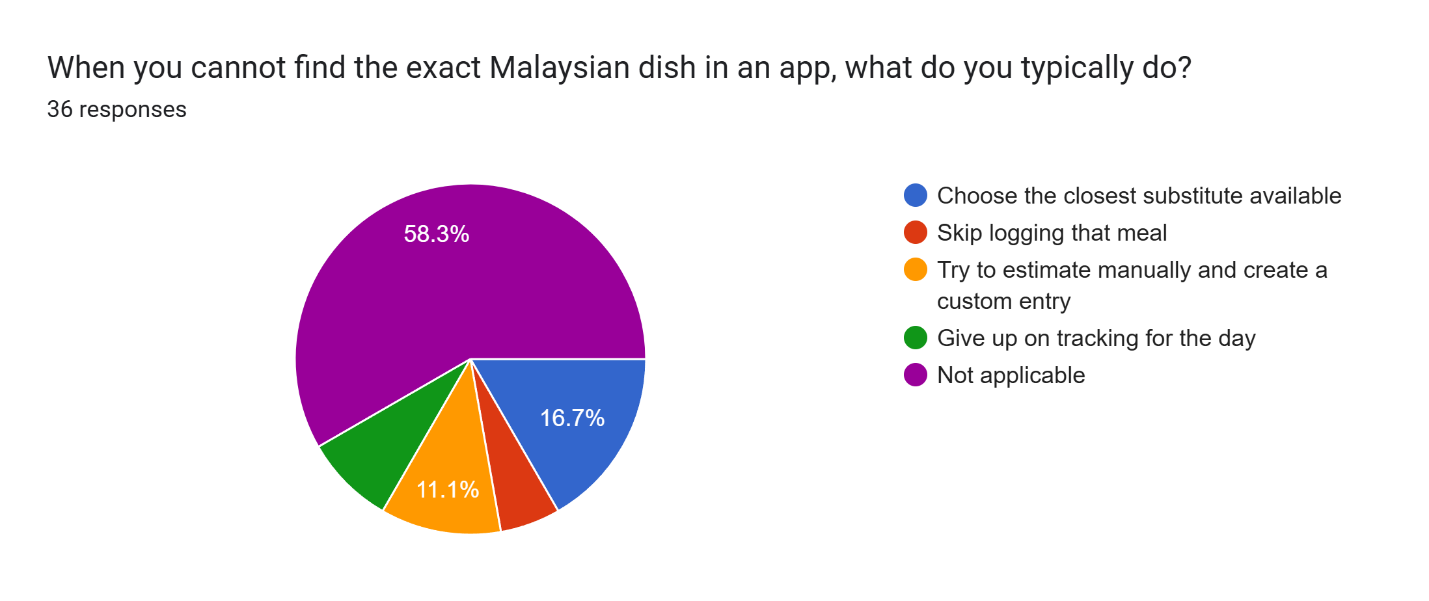 When you cannot find the exact Malaysian dish in an app, what do you typically do?
36 responses
58.3%
16.7%
11.1%
Choose the closest substitute available
Skip logging that meal
Try to estimate manually and create a
custom entry
Give up on tracking for the day
Not applicable